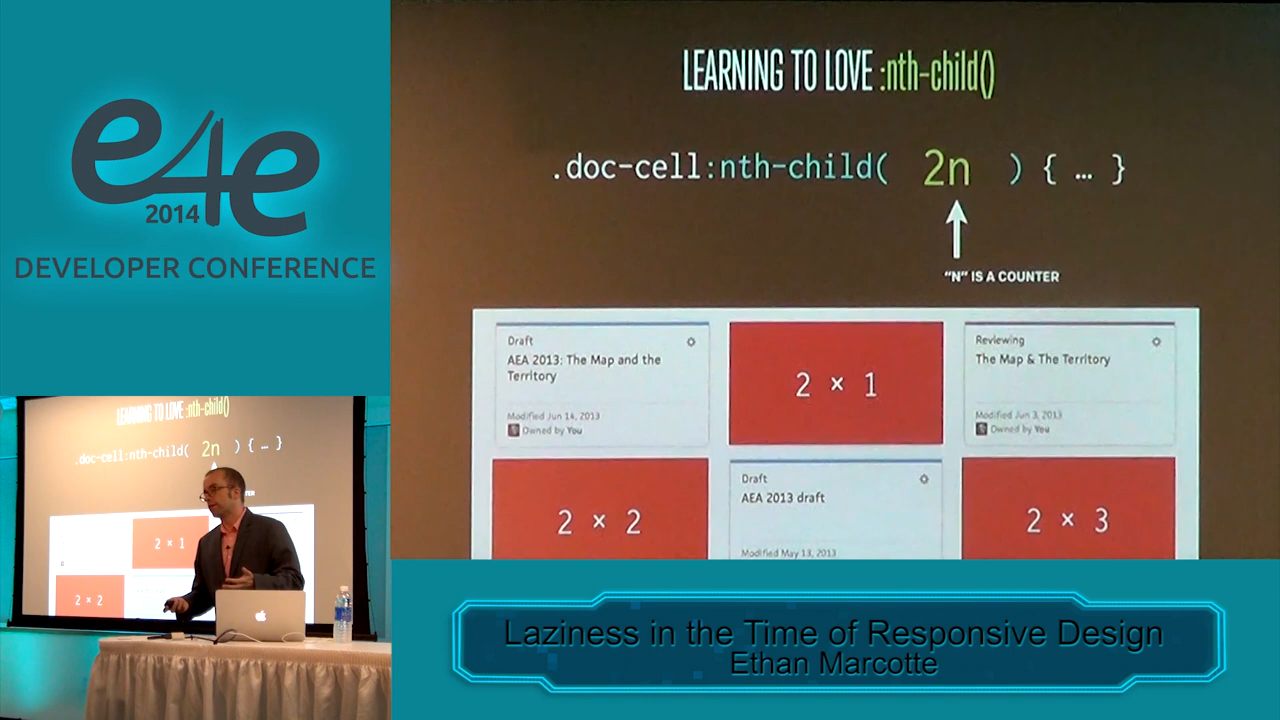 e4e
2014
DEVELOPER CONFERENCE
LEARNING TO LOVE :nth-child()
.doc-cell:nth-child( 2n ) { … }
“N” IS A COUNTER
Draft
AEA 2013: The Map and the
Territory
Modified Jun 14, 2013
Owned by You
2 × 1
Reviewing
The Map & The Territory
Modified Jun 3, 2013
Owned by You
2 × 2
Draft
AEA 2013 draft
Modified May 13, 2013
2 × 3
LEARNING TO LOVE :nth-child()
.doc-cell:nth-child( 2n ) { … }
2 × 1
2 × 2
Laziness in the Time of Responsive Design
Ethan Marcotte